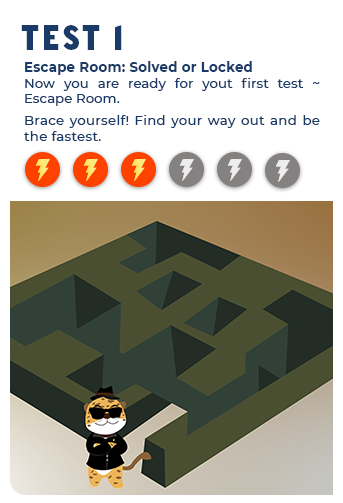 TEST 1
Escape Room: Solved or Locked
Now you are ready for yout first test ~
Escape Room.
Brace yourself! Find your way out and be
the fastest.